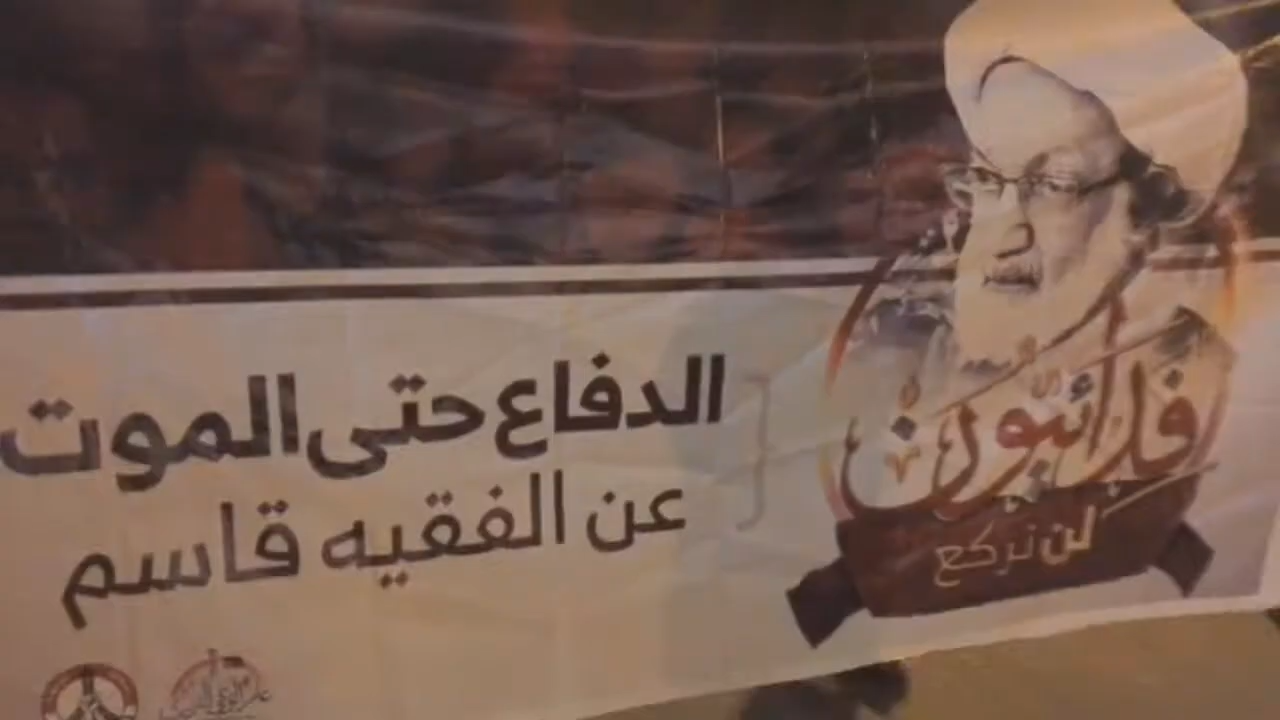 الدفاع حتى الموت
عن الفقيه قاسم
فدائيون
لن نركع